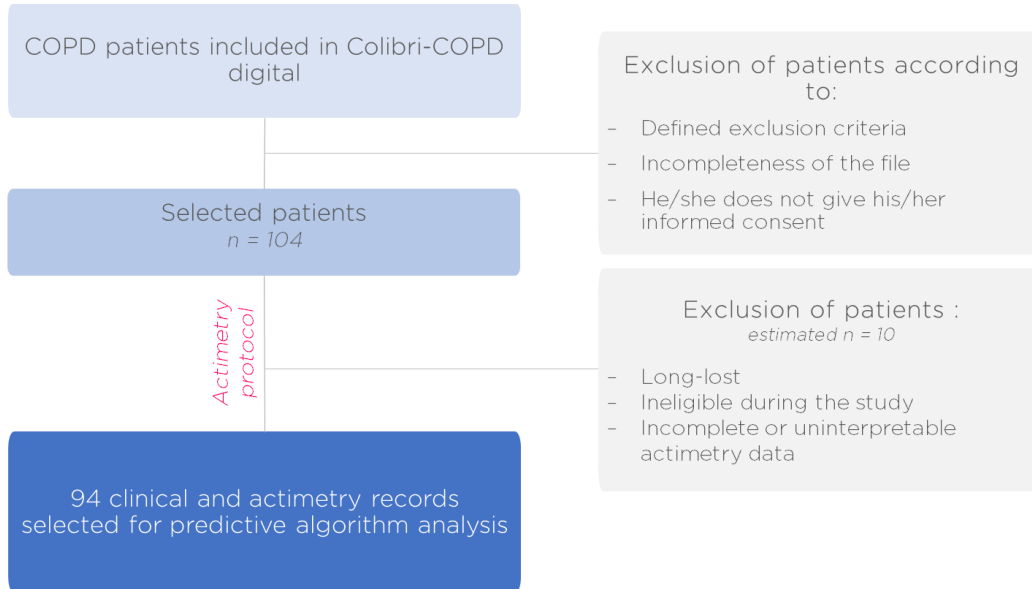 COPD patients included in Colibri-COPD
digital
Exclusion of patients according
to:
– Defined exclusion criteria
– Incompleteness of the file
– He/she does not give his/her
informed consent
Selected patients
n = 104
Actimetry
protocol
Exclusion of patients :
estimated n = 10
– Long-lost
– Ineligible during the study
– Incomplete or uninterpretable
actimetry data
94 clinical and actimetry records
selected for predictive algorithm analysis